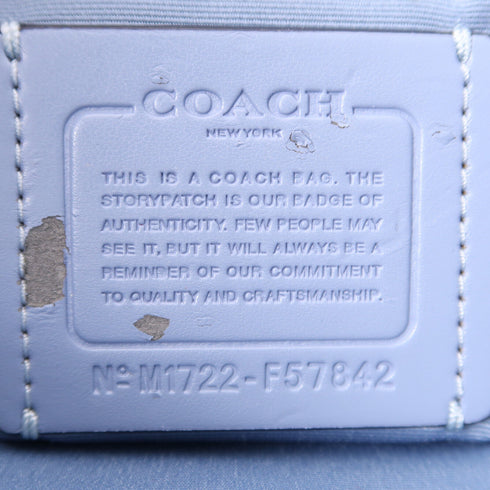 COACH
NEW YORK
THIS IS A COACH BAG. THE
STORYPATCH IS OUR BADGE OF
AUTHENTICITY. FEW PEOPLE MAY
SEE IT, BUT IT WILL ALWAYS BE A
REMINDER OF OUR COMMITMENT
TO QUALITY AND CRAFTSMANSHIP.
Nº M1722-F57842